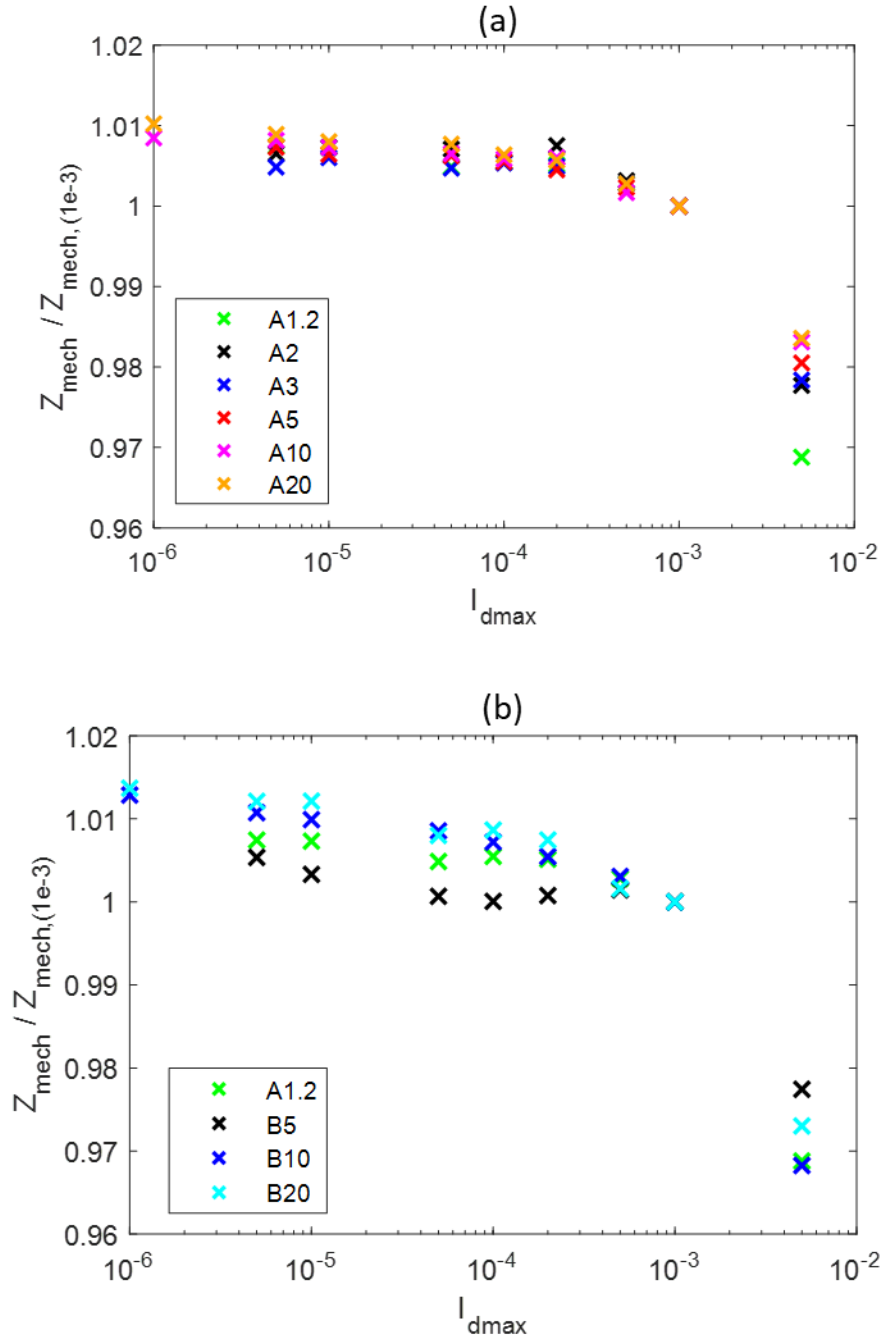 (a)
1.02
1.01
1
0.99
0.98
0.97
0.96
Z_mech / Z_mech,(1e-3)
A1.2
A2
A3
A5
A10
A20
10^-6
10^-5
10^-4
10^-3
10^-2
I_dmax
(b)
1.02
1.01
1
0.99
0.98
0.97
0.96
Z_mech / Z_mech,(1e-3)
A1.2
B5
B10
B20
10^-6
10^-5
10^-4
10^-3
10^-2
I_dmax